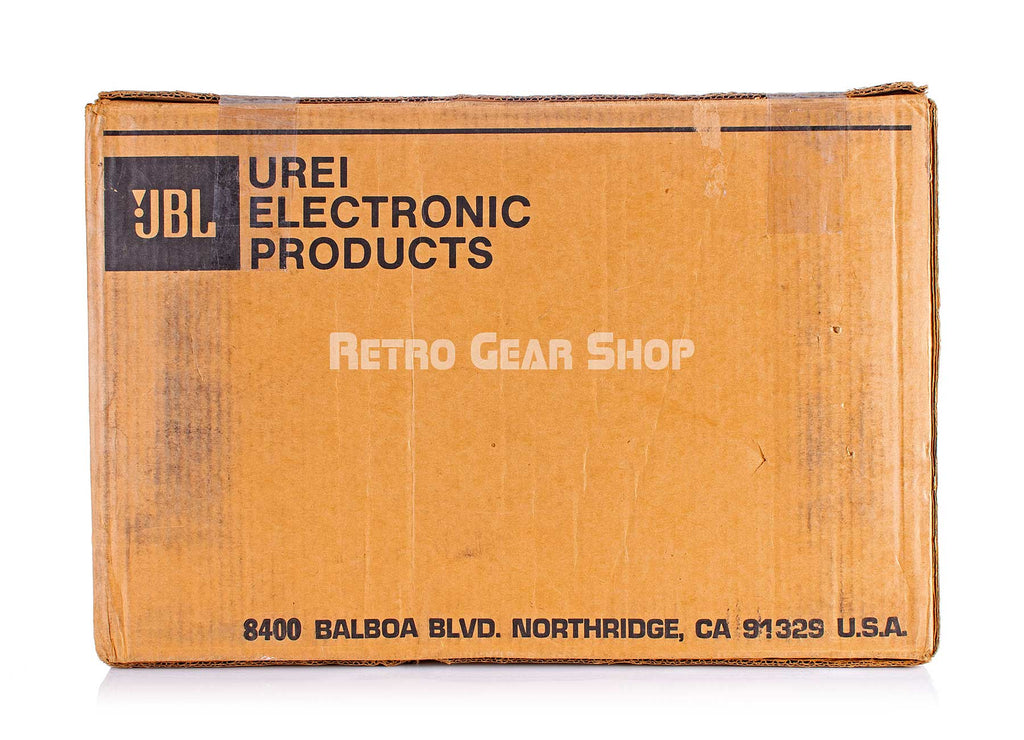 JBL
UREI
ELECTRONIC
PRODUCTS
RETRO GEAR SHOP
8400 BALBOA BLVD. NORTHRIDGE, CA 91329 U.S.A.